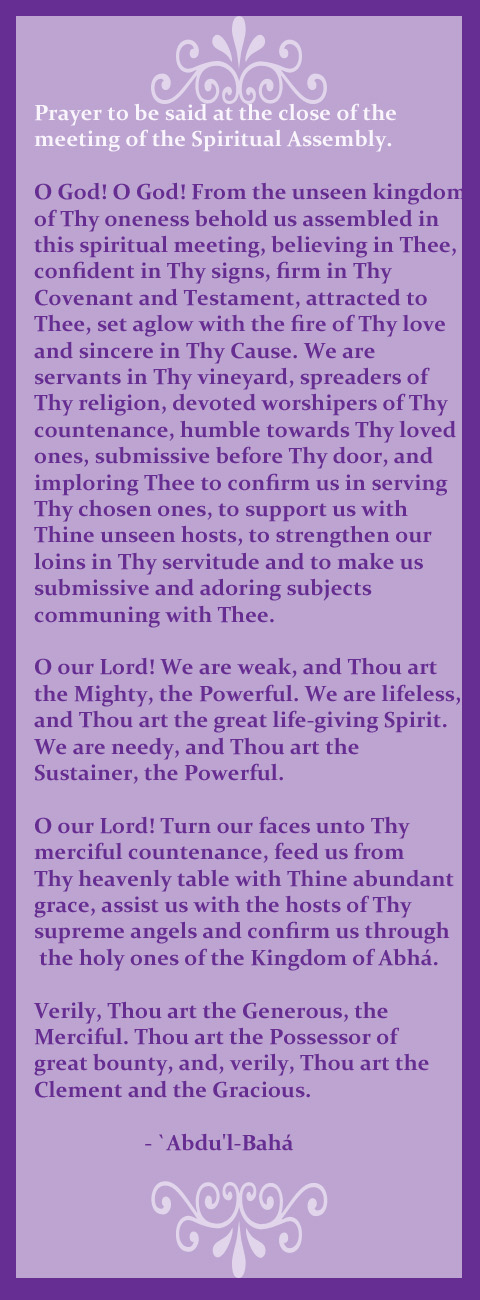 Prayer to be said at the close of the
meeting of the Spiritual Assembly.
O God! O God! From the unseen kingdom
of Thy oneness behold us assembled in
this spiritual meeting, believing in Thee,
confident in Thy signs, firm in Thy
Covenant and Testament, attracted to
Thee, set aglow with the fire of Thy love
and sincere in Thy Cause. We are
servants in Thy vineyard, spreaders of
Thy religion, devoted worshipers of Thy
countenance, humble towards Thy loved
ones, submissive before Thy door, and
imploring Thee to confirm us in serving
Thy chosen ones, to support us with
Thine unseen hosts, to strengthen our
loins in Thy servitude and to make us
submissive and adoring subjects
communing with Thee.
O our Lord! We are weak, and Thou art
the Mighty, the Powerful. We are lifeless,
and Thou art the great life-giving Spirit.
We are needy, and Thou art the
Sustainer, the Powerful.
O our Lord! Turn our faces unto Thy
merciful countenance, feed us from
Thy heavenly table with Thine abundant
grace, assist us with the hosts of Thy
supreme angels and confirm us through
the holy ones of the Kingdom of Abhá.
Verily, Thou art the Generous, the
Merciful. Thou art the Possessor of
great bounty, and, verily, Thou art the
Clement and the Gracious.
- `Abdu'l-Bahá